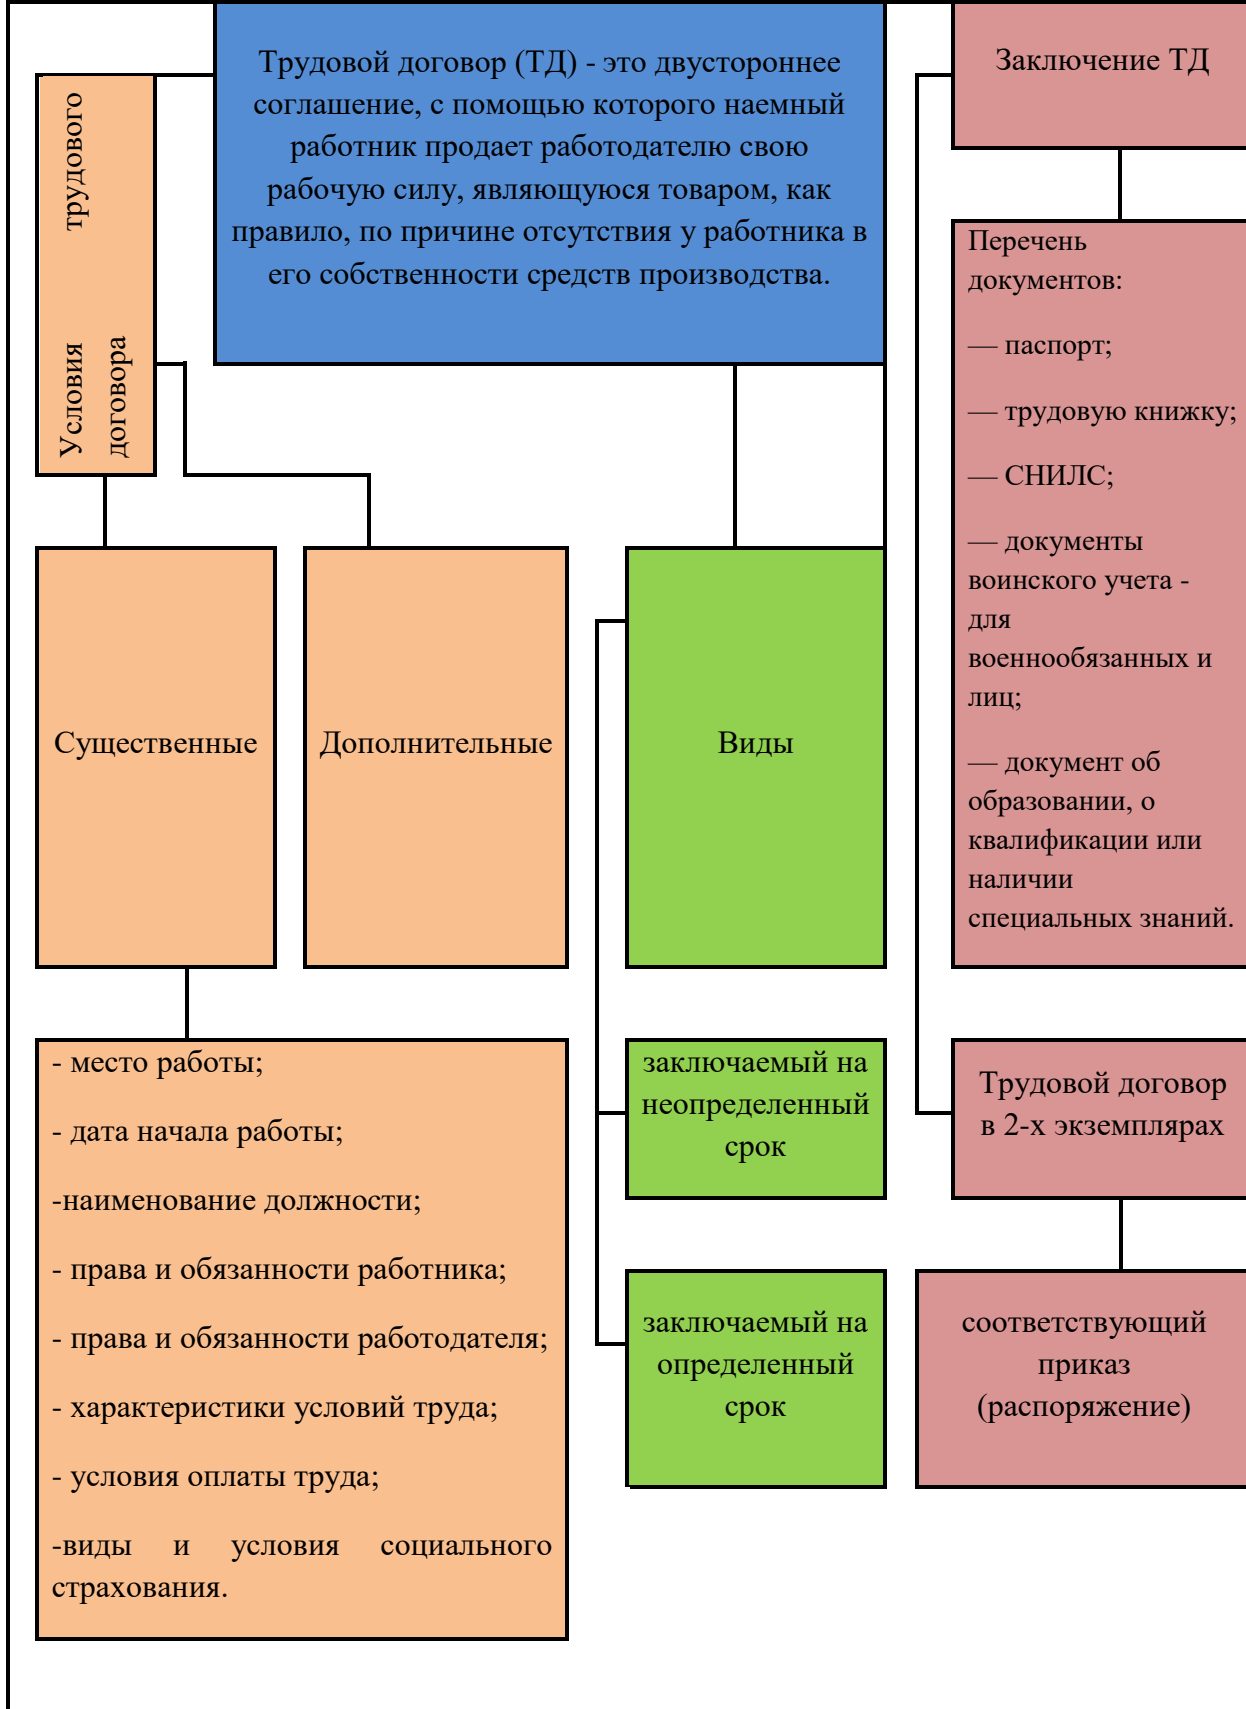 Трудовой договор (ТД) - это двустороннее
соглашение, с помощью которого наемный
работник продает работодателю свою
рабочую силу, являющуюся товаром, как
правило, по причине отсутствия у работника в
его собственности средств производства.
Заключение ТД
Условия трудового
договора
Перечень
документов:
— паспорт;
— трудовую книжку;
— СНИЛС;
— документы
воинского учета -
для
военнообязанных и
лиц;
— документ об
образовании, о
квалификации или
наличии
специальных знаний.
Существенные
Дополнительные
Виды
- место работы;
- дата начала работы;
-наименование должности;
- права и обязанности работника;
- права и обязанности работодателя;
- характеристики условий труда;
- условия оплаты труда;
-виды и условия социального
страхования.
заключаемый на
неопределенный
срок
заключаемый на
определенный
срок
Трудовой договор
в 2-х экземплярах
соответствующий
приказ
(распоряжение)